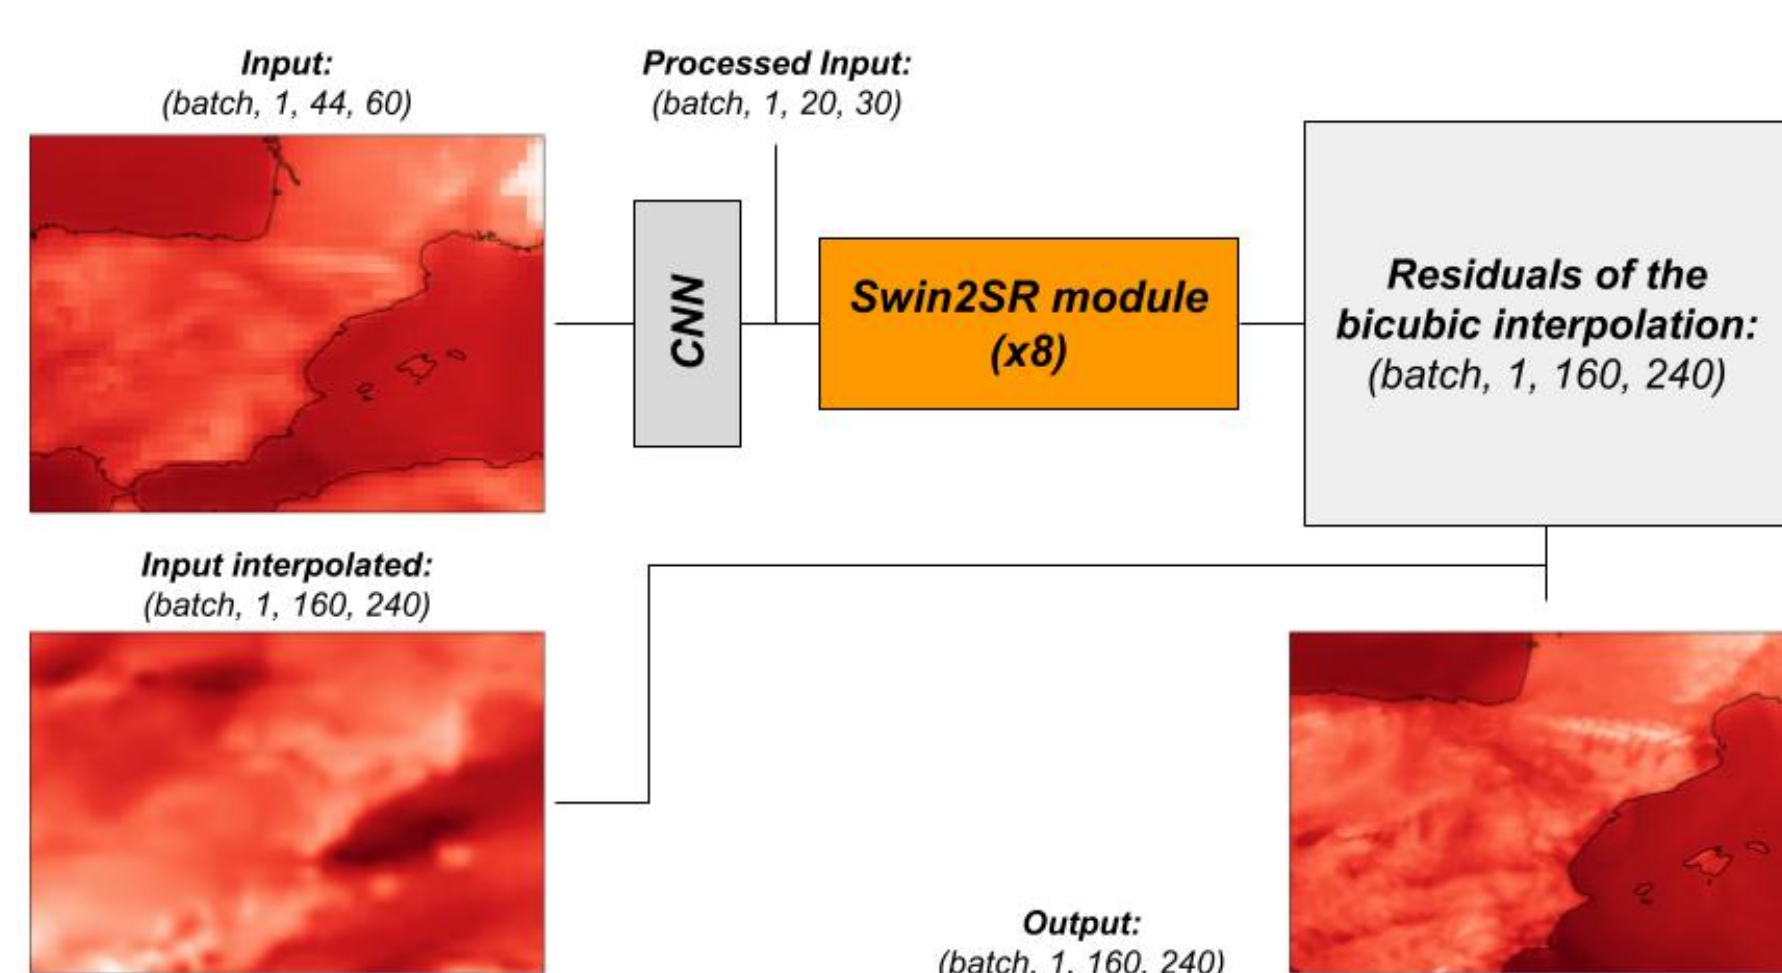 Input:
(batch, 1, 44, 60)
Processed Input:
(batch, 1, 20, 30)
CNN
Swin2SR module
(x8)
Residuals of the
bicubic interpolation:
(batch, 1, 160, 240)
Input interpolated:
(batch, 1, 160, 240)
Output:
(batch, 1, 160, 240)